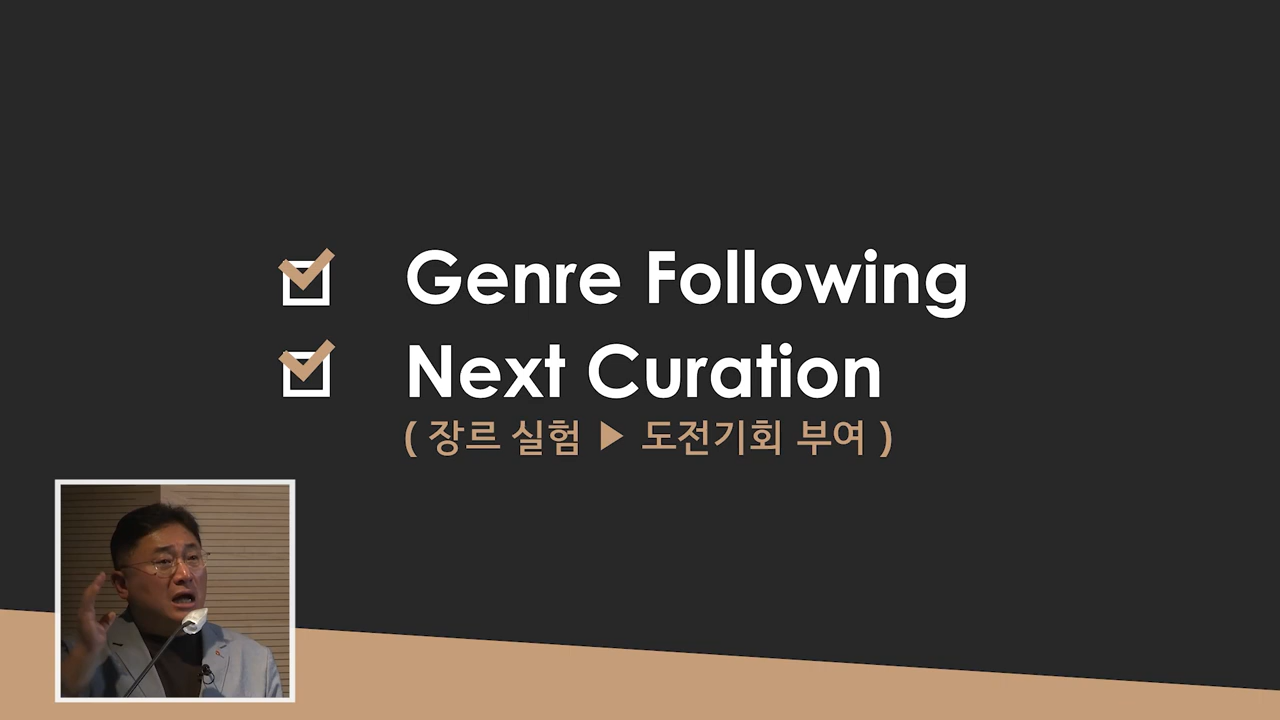 Genre Following
Next Curation
( 장르 실험 ▶ 도전기회 부여 )